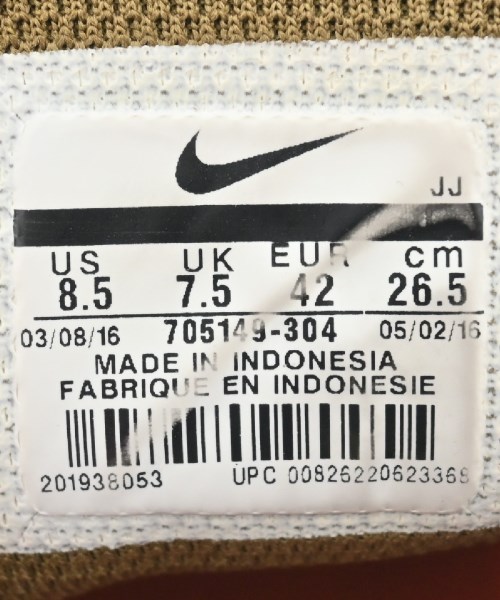 JJ
US UK EUR cm
8.5 7.5 42 26.5
03/08/16 705149-304 05/02/16
MADE IN INDONESIA
FABRIQUE EN INDONESIE
201938053 UPC 00826220623368